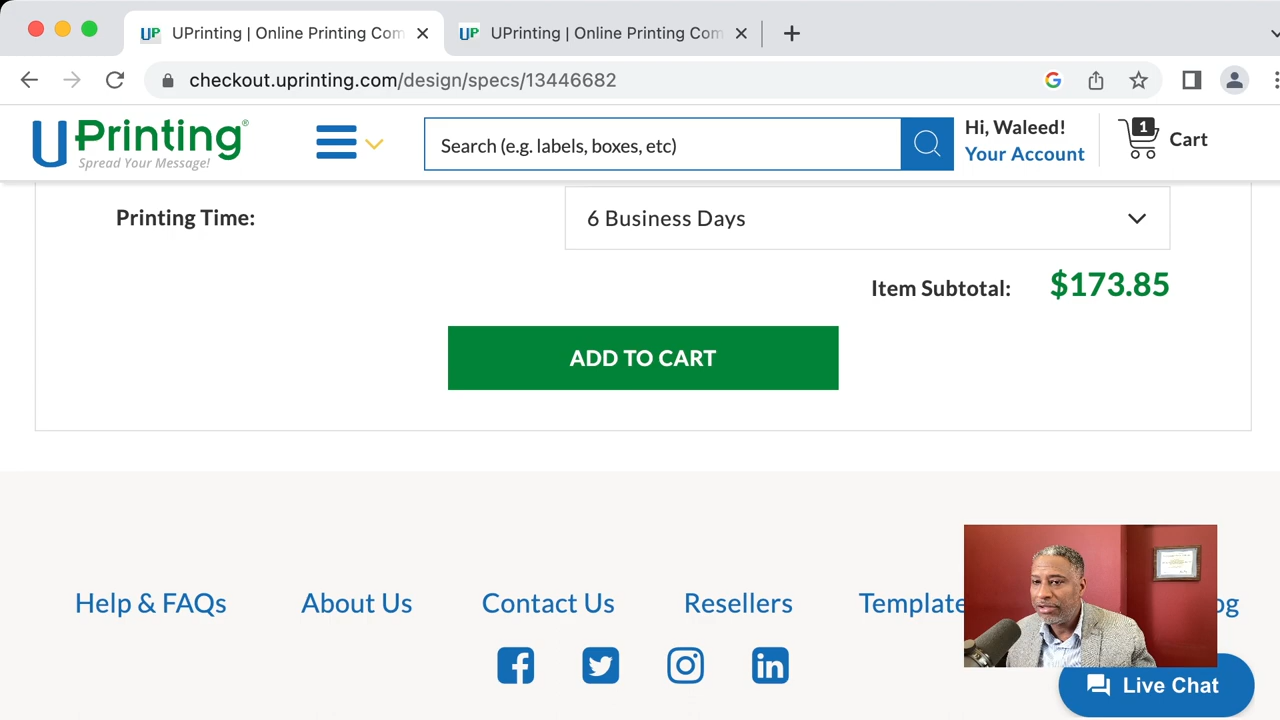 UPrinting | Online Printing Com
UPrinting | Online Printing Com
checkout.uprinting.com/design/specs/13446682
UPrinting®
Spread Your Message!
Search (e.g. labels, boxes, etc)
Hi, Waleed!
Your Account
1
Cart
Printing Time:
6 Business Days
Item Subtotal: $173.85
ADD TO CART
Help & FAQs About Us Contact Us Resellers Template og
Live Chat